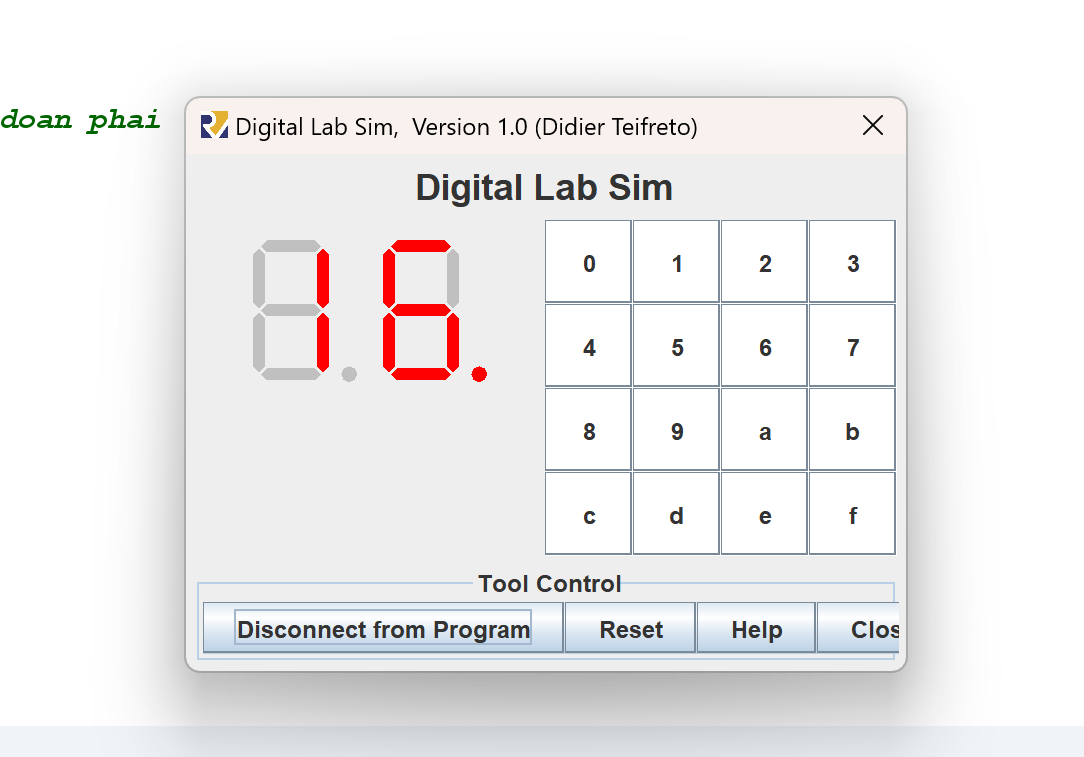 doan phai
Digital Lab Sim,  Version 1.0 (Didier Teifreto)
Digital Lab Sim
16.
0 1 2 3
4 5 6 7
8 9 a b
c d e f
Tool Control
Disconnect from Program Reset Help Clos